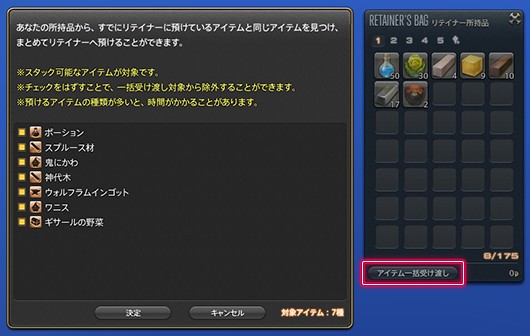 あなたの所持品から、すでにリテイナーに預けているアイテムと同じアイテムを見つけ、
まとめてリテイナーへ預けることができます。
※スタック可能なアイテムが対象です。
※チェックをはずすことで、一括受け渡し対象から除外することができます。
※預けるアイテムの種類が多いと、時間がかかることがあります。
ポーション
スプルース材
鬼にかわ
神代木
ウォルフラムインゴット
ワニス
ギサールの野菜
決定
キャンセル
対象アイテム：7種
RETAINER'S BAG リテイナー所持品
1 2 3 4 5
50 30 4 9 10
17 2
8/175
アイテム一括受け渡し
0p